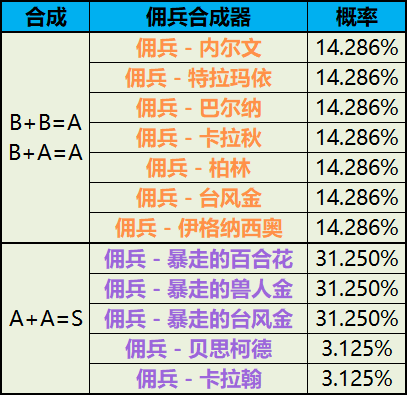 合成 佣兵合成器 概率
B+B=A
B+A=A
佣兵 - 内尔文 14.286%
佣兵 - 特拉玛依 14.286%
佣兵 - 巴尔纳 14.286%
佣兵 - 卡拉秋 14.286%
佣兵 - 柏林 14.286%
佣兵 - 台风金 14.286%
佣兵 - 伊格纳西奥 14.286%
A+A=S
佣兵 - 暴走的百合花 31.250%
佣兵 - 暴走的兽人金 31.250%
佣兵 - 暴走的台风金 31.250%
佣兵 - 贝思柯德 3.125%
佣兵 - 卡拉翰 3.125%